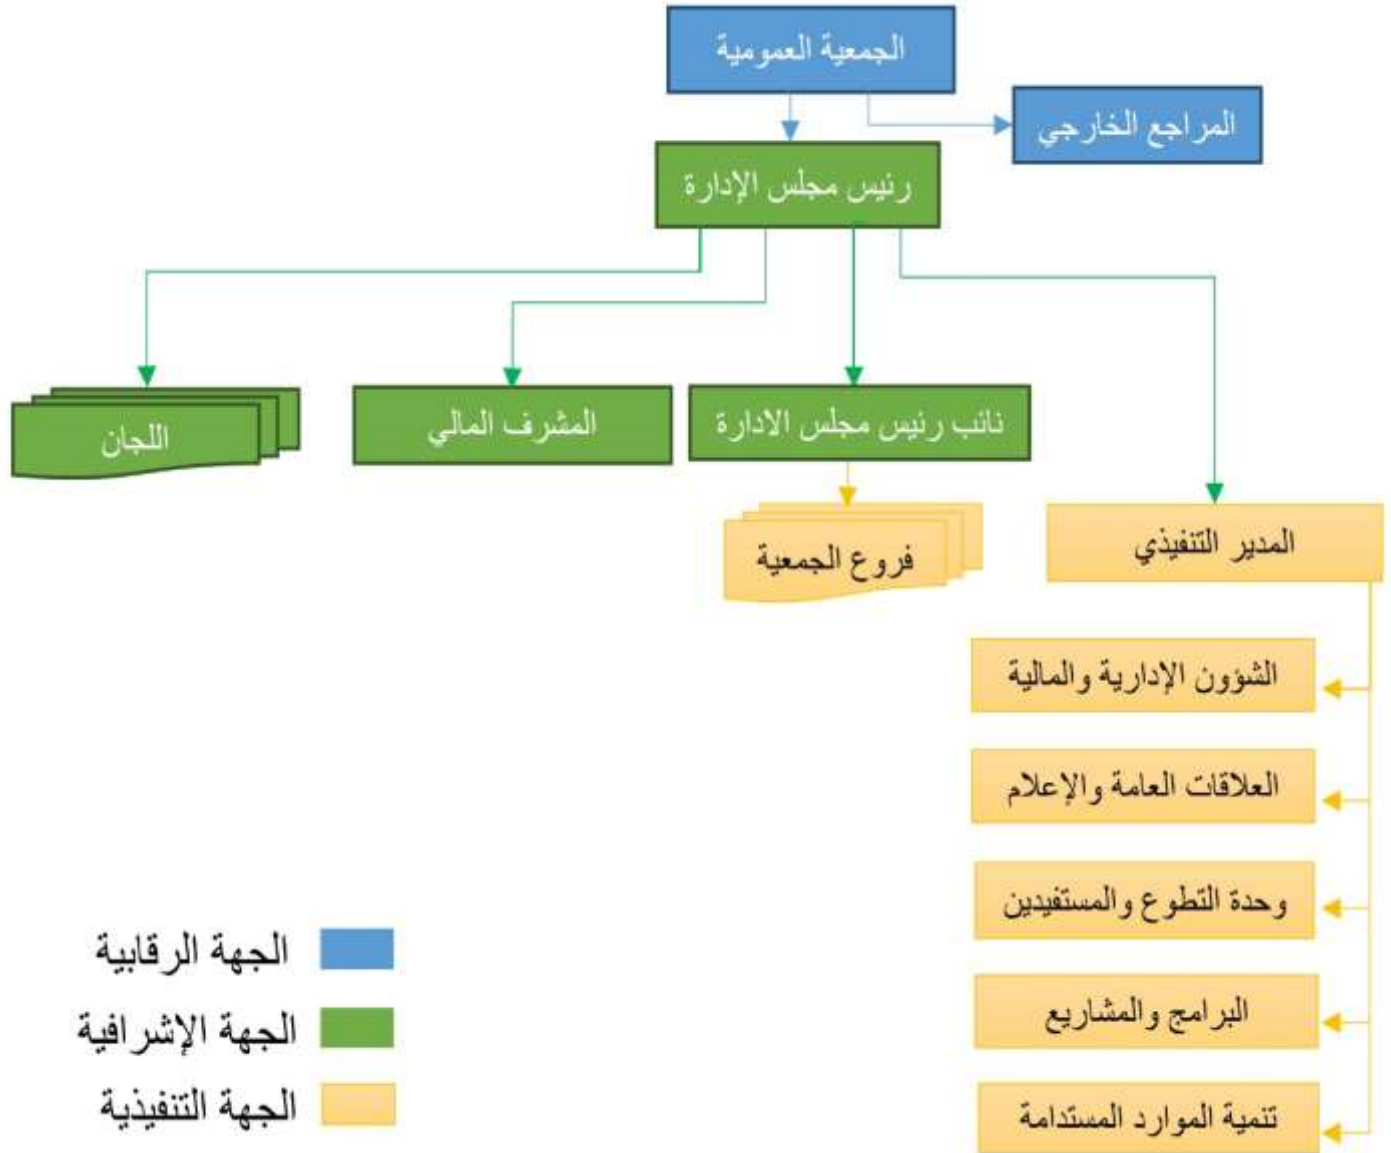 الجمعية العمومية
المراجع الخارجي
رئيس مجلس الإدارة
نائب رئيس مجلس الادارة
المشرف المالي
اللجان
المدير التنفيذي
فروع الجمعية
الشؤون الإدارية والمالية
العلاقات العامة والإعلام
وحدة التطوع والمستفيدين
البرامج والمشاريع
تنمية الموارد المستدامة
الجهة الرقابية
الجهة الإشرافية
الجهة التنفيذية